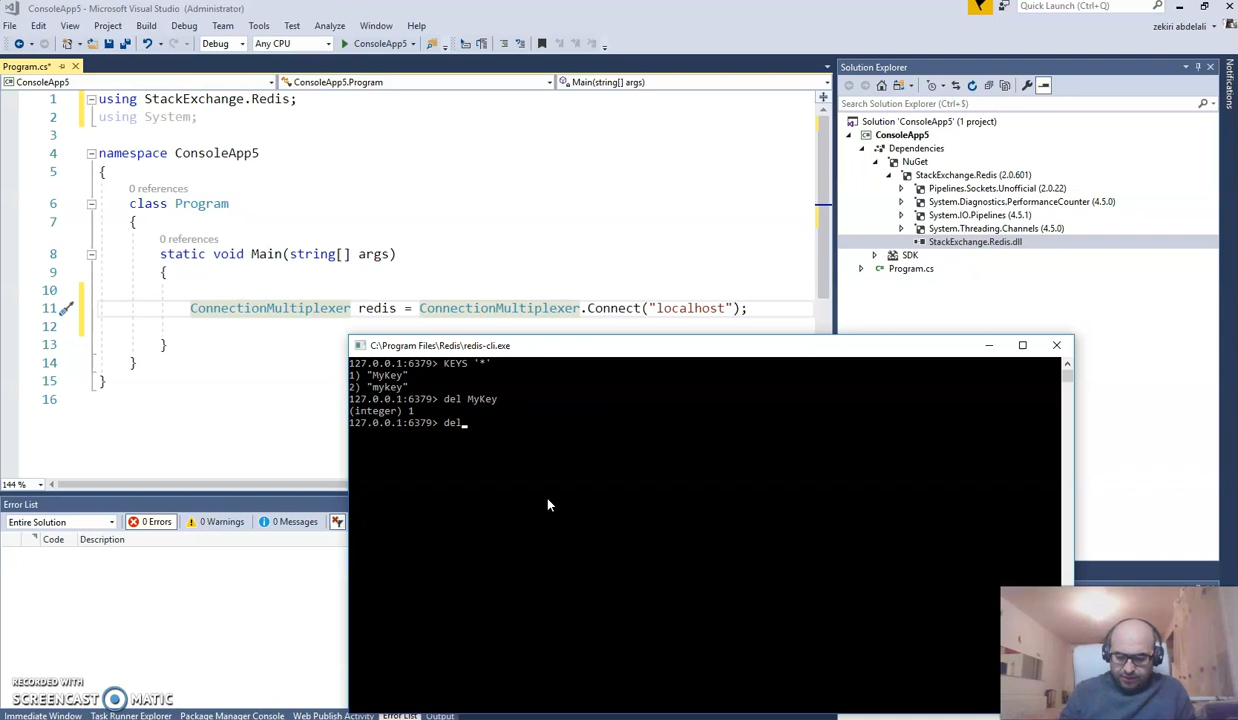 ConsoleApp5 - Microsoft Visual Studio (Administrator)
Quick Launch (Ctrl+Q)
File Edit View Project Build Debug Team Tools Test Analyze Window Help
zekiri abdelali
Debug Any CPU ConsoleApp5
Program.cs*
ConsoleApp5 ConsoleApp5.Program Main(string[] args)
1 using StackExchange.Redis;
2 using System;
3
4 namespace ConsoleApp5
5 {
0 references
6 class Program
7 {
0 references
8 static void Main(string[] args)
9 {
10
11 ConnectionMultiplexer redis = ConnectionMultiplexer.Connect("localhost");
12
13 }
14 }
15 }
16
144 %
Solution Explorer
Search Solution Explorer (Ctrl+$)
Solution 'ConsoleApp5' (1 project)
ConsoleApp5
Dependencies
NuGet
StackExchange.Redis (2.0.601)
Pipelines.Sockets.Unofficial (2.0.22)
System.Diagnostics.PerformanceCounter (4.5.0)
System.IO.Pipelines (4.5.1)
System.Threading.Channels (4.5.0)
StackExchange.Redis.dll
SDK
Program.cs
Notifications
C:\Program Files\Redis\redis-cli.exe
127.0.0.1:6379> KEYS '*'
1) "MyKey"
2) "mykey"
127.0.0.1:6379> del MyKey
(integer) 1
127.0.0.1:6379> del
Error List
Entire Solution 0 Errors 0 Warnings 0 Messages
Code Description
RECORDED WITH
SCREENCAST MATIC
Immediate Window Task Runner Explorer Package Manager Console Web Publish Activity Error List Output